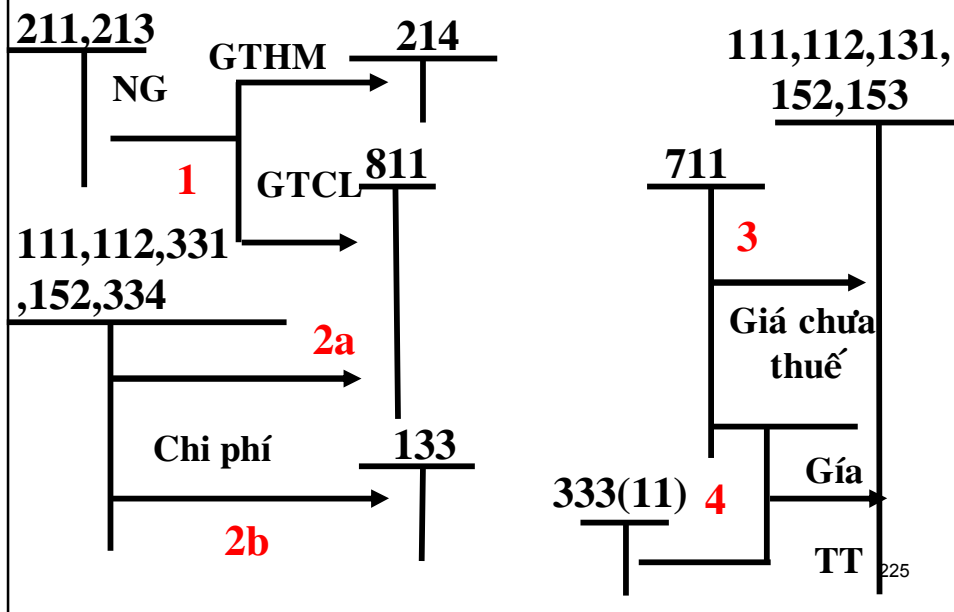 211,213
NG
GTHM
214
1
GTCL
811
111,112,331
,152,334
2a
Chi phí
133
2b
111,112,131,
152,153
711
3
Giá chưa
thuế
333(11)
4
Gía
TT
225